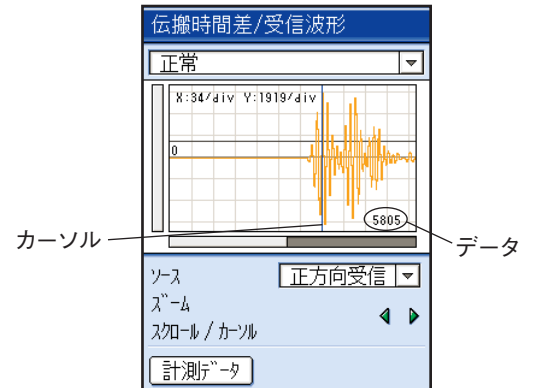 伝搬時間差/受信波形
正常
X:34/div Y:1919/div
0
5805
カーソル
データ
ソース
正方向受信
ズーム
スクロール / カーソル
計測データ